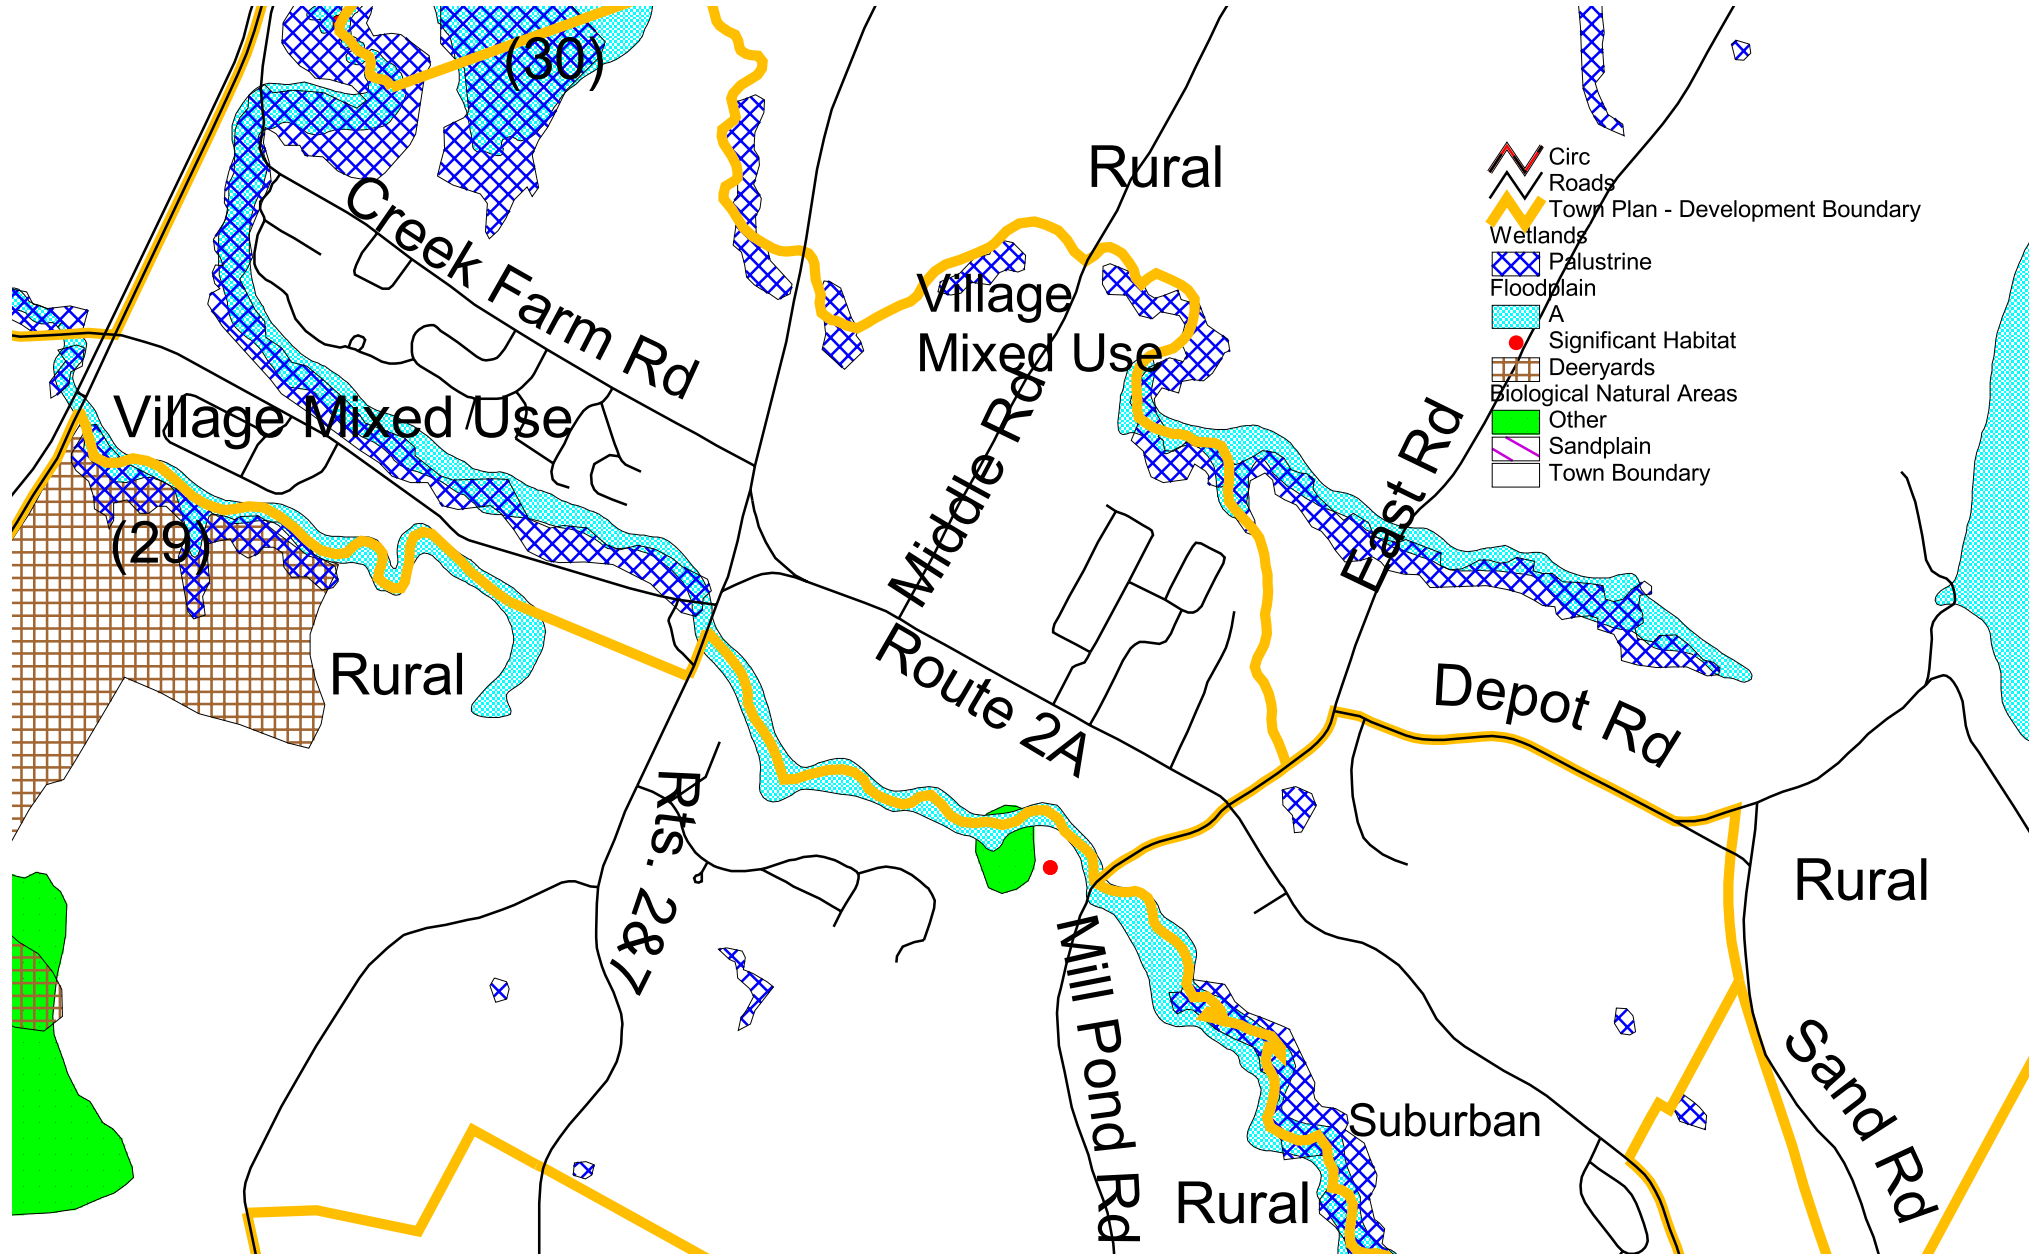 (30)
Rural
Creek Farm Rd
Village
Mixed Use
Village Mixed Use
Middle Rd
East Rd
(29)
Rural
Route 2A
Depot Rd
Rts. 2&7
Rural
Mill Pond Rd
Sand Rd
Suburban
Rural
Circ
Roads
Town Plan - Development Boundary
Wetlands
Palustrine
Floodplain
A
Significant Habitat
Deeryards
Biological Natural Areas
Other
Sandplain
Town Boundary